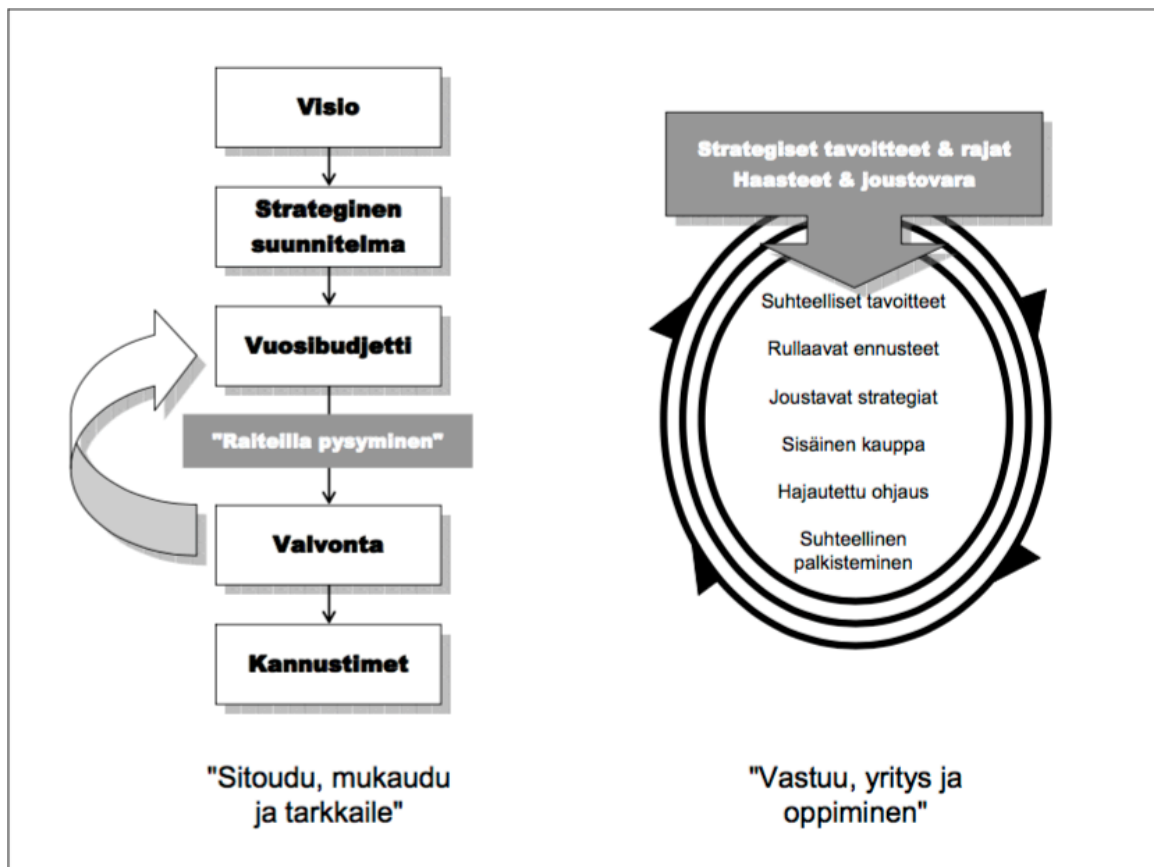 Visio
Strateginen
suunnitelma
Vuosibudjetti
"Raiteilla pysyminen"
Valvonta
Kannustimet
"Sitoudu, mukaudu
ja tarkkaile"
Strategiset tavoitteet & rajat
Haasteet & joustovara
Suhteelliset tavoitteet
Rullaavat ennusteet
Joustavat strategiat
Sisäinen kauppa
Hajautettu ohjaus
Suhteellinen
palkisteminen
"Vastuu, yritys ja
oppiminen"